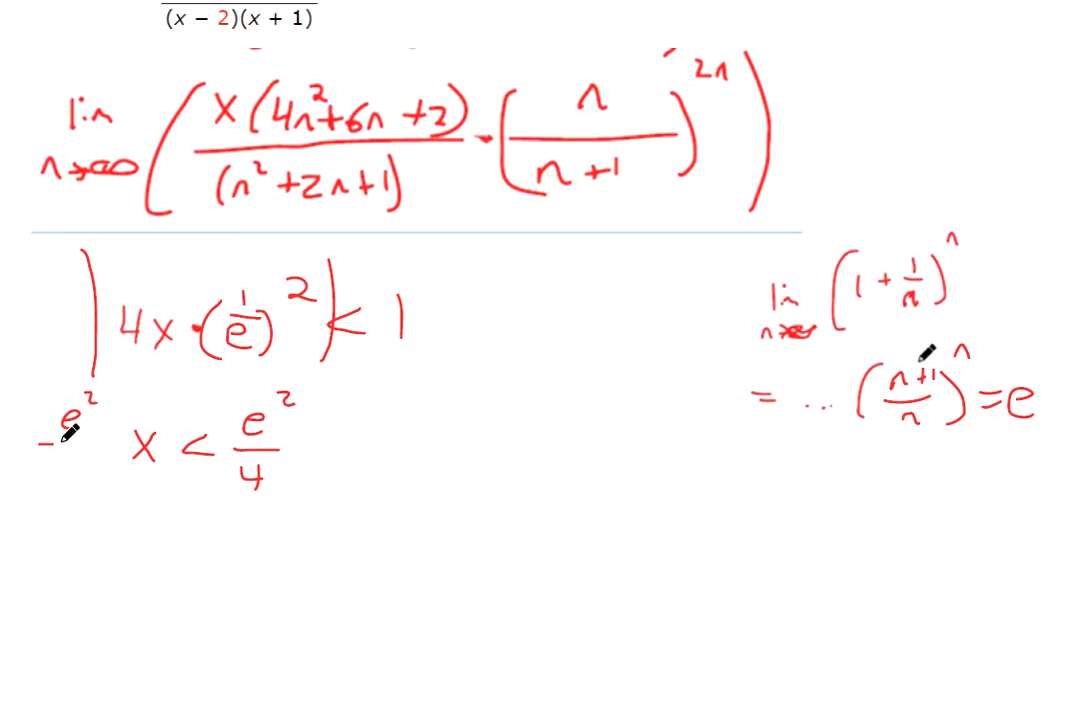 (x − 2)(x + 1)
lim n→∞ ( x(4n²+6n+2) / (n²+2n+1) · ( n / n+1 )²ⁿ )
| 4x · (1/e)² | < 1
lim n→∞ (1 + 1/n)ⁿ
= ... (n+1 / n)ⁿ = e
−e² x < e²/4